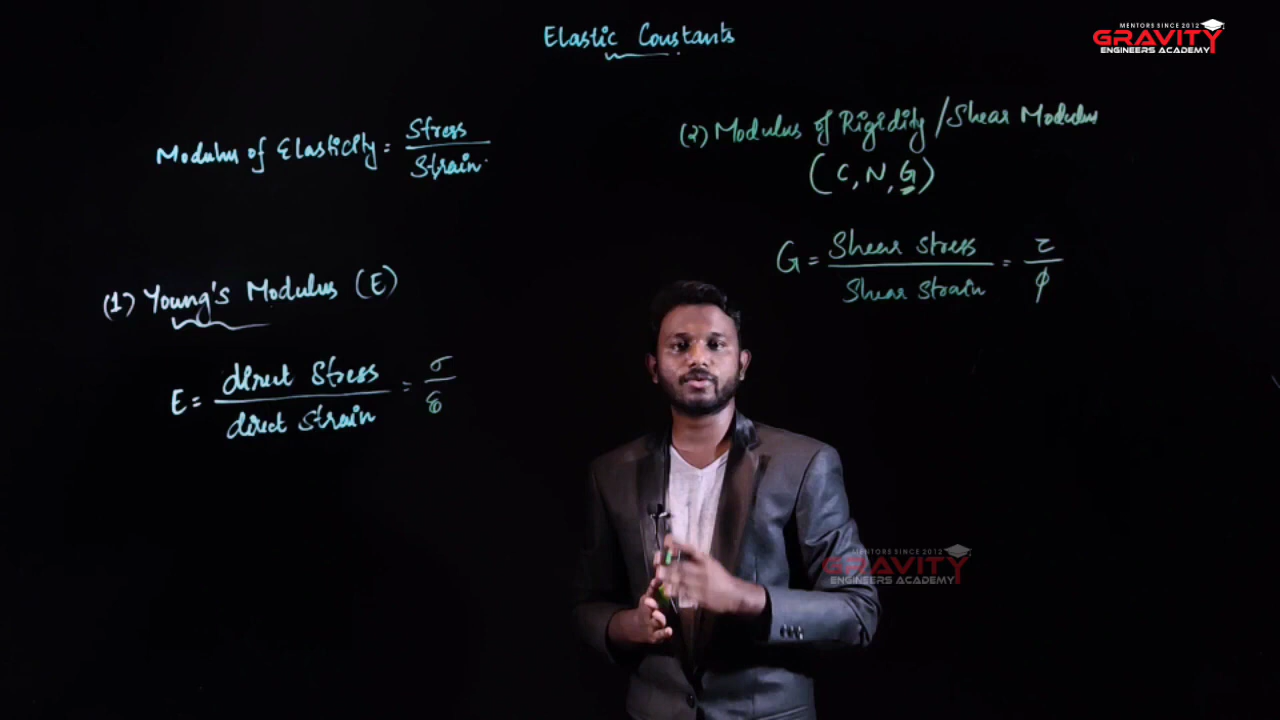 Elastic Constants
MENTORS SINCE 2012
GRAVITY
ENGINEERS ACADEMY
Modulus of Elasticity = Stress
Strain
(1) Young's Modulus (E)
E = direct Stress = σ
direct Strain ε
(2) Modulus of Rigidity / Shear Modulus
(C, N, G)
G = Shear stress = τ
Shear strain ϕ
MENTORS SINCE 2012
GRAVITY
ENGINEERS ACADEMY